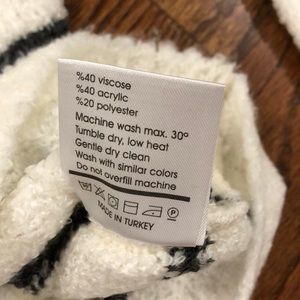 %40 viscose
%40 acrylic
%20 polyester
Machine wash max. 30°
Tumble dry, low heat
Gentle dry clean
Wash with similar colors
Do not overfill machine
P
MADE IN TURKEY